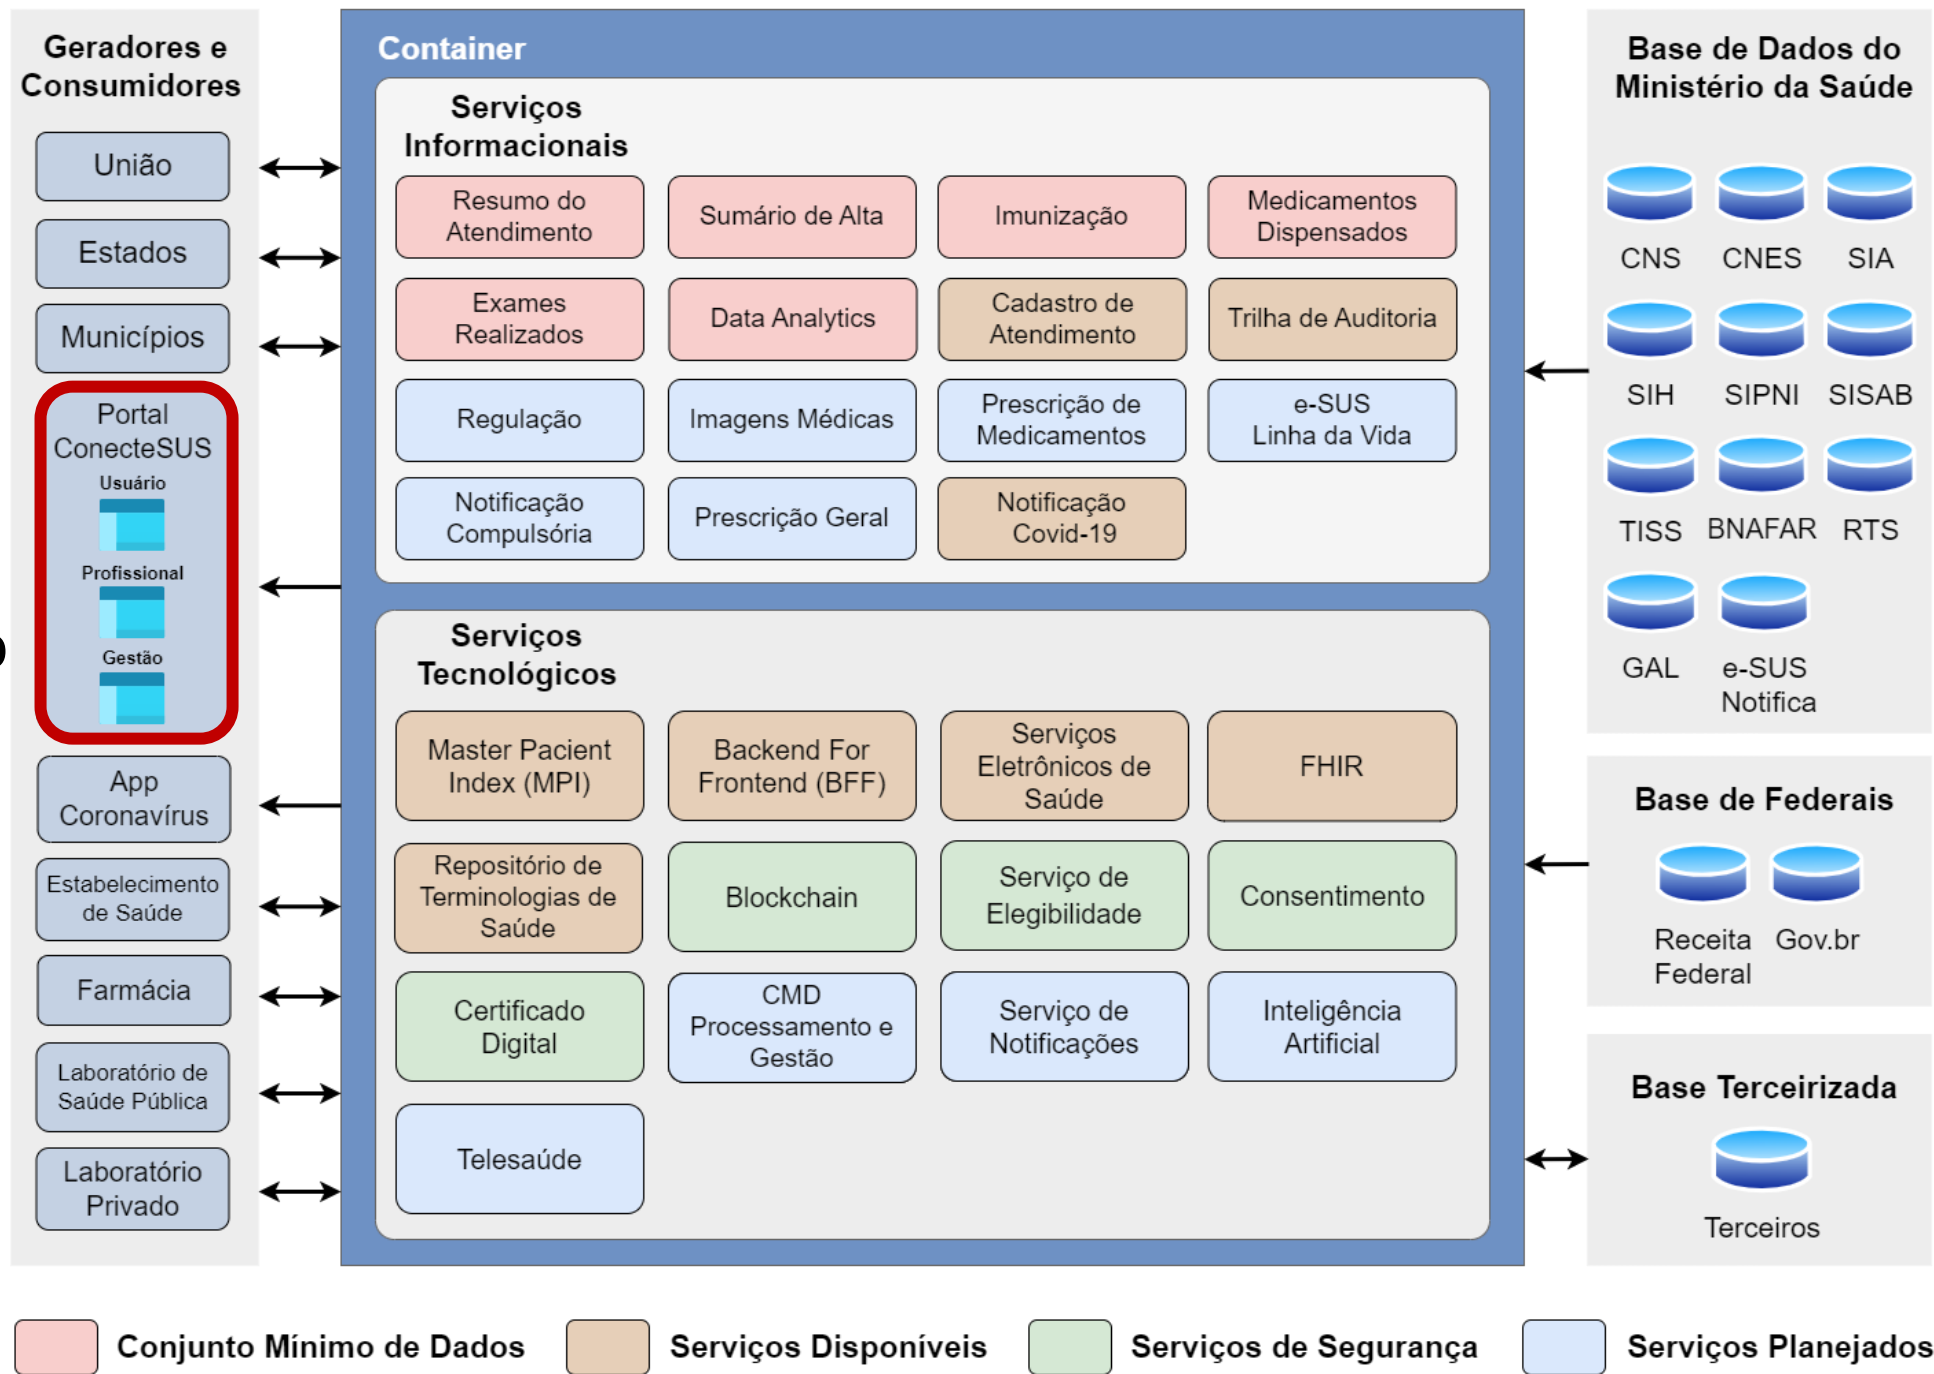 Geradores e
Consumidores
União
Estados
Municípios
Portal
ConecteSUS
Usuário
Profissional
Gestão
App
Coronavírus
Estabelecimento
de Saúde
Farmácia
Laboratório de
Saúde Pública
Laboratório
Privado
Container
Serviços
Informacionais
Resumo do
Atendimento
Sumário de Alta
Imunização
Medicamentos
Dispensados
Exames
Realizados
Data Analytics
Cadastro de
Atendimento
Trilha de Auditoria
Regulação
Imagens Médicas
Prescrição de
Medicamentos
e-SUS
Linha da Vida
Notificação
Compulsória
Prescrição Geral
Notificação
Covid-19
Serviços
Tecnológicos
Master Pacient
Index (MPI)
Backend For
Frontend (BFF)
Serviços
Eletrônicos de
Saúde
FHIR
Repositório de
Terminologias de
Saúde
Blockchain
Serviço de
Elegibilidade
Consentimento
Certificado
Digital
CMD
Processamento e
Gestão
Serviço de
Notificações
Inteligência
Artificial
Telesaúde
Base de Dados do
Ministério da Saúde
CNS
CNES
SIA
SIH
SIPNI
SISAB
TISS
BNAFAR
RTS
GAL
e-SUS
Notifica
Base de Federais
Receita
Federal
Gov.br
Base Terceirizada
Terceiros
Conjunto Mínimo de Dados
Serviços Disponíveis
Serviços de Segurança
Serviços Planejados